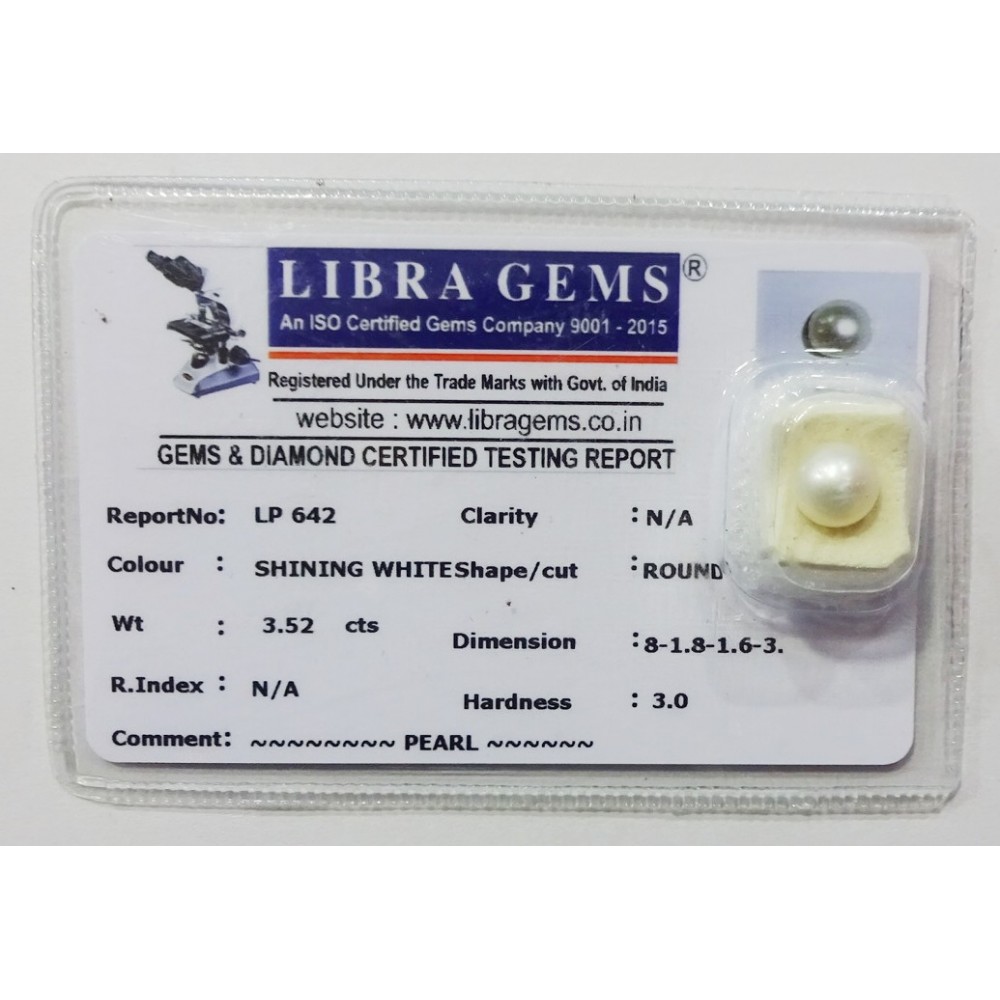 LIBRA GEMS ®
An ISO Certified Gems Company 9001 - 2015
Registered Under the Trade Marks with Govt. of India
website : www.libragems.co.in
GEMS & DIAMOND CERTIFIED TESTING REPORT
ReportNo: LP 642 Clarity : N/A
Colour : SHINING WHITE Shape/cut : ROUND
Wt : 3.52 cts Dimension : 8-1.8-1.6-3.
R.Index : N/A Hardness : 3.0
Comment: ~~~~~~~~ PEARL ~~~~~~